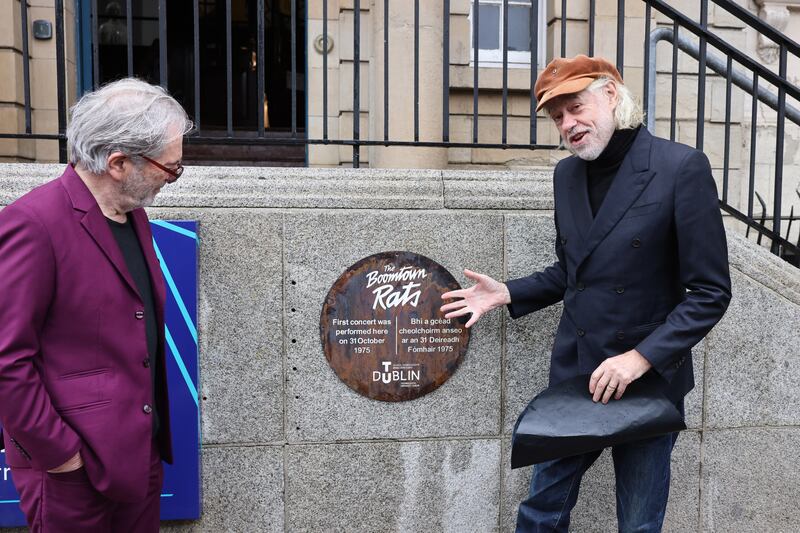 The
Boomtown
Rats
First concert was
performed here
on 31 October
1975
Bhí a gcéad
cheolchoirm anseo
ar an 31 Deireadh
Fómhair 1975
TU
DUBLIN